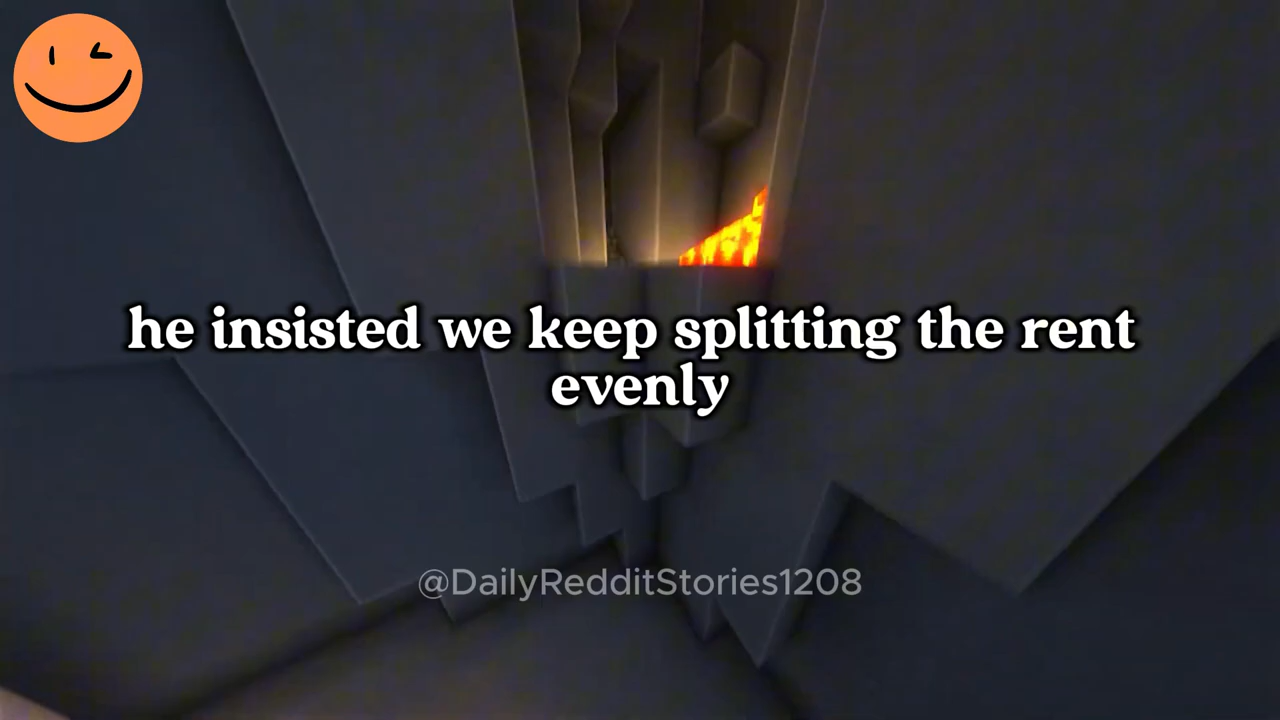 he insisted we keep splitting the rent
evenly
@DailyRedditStories1208